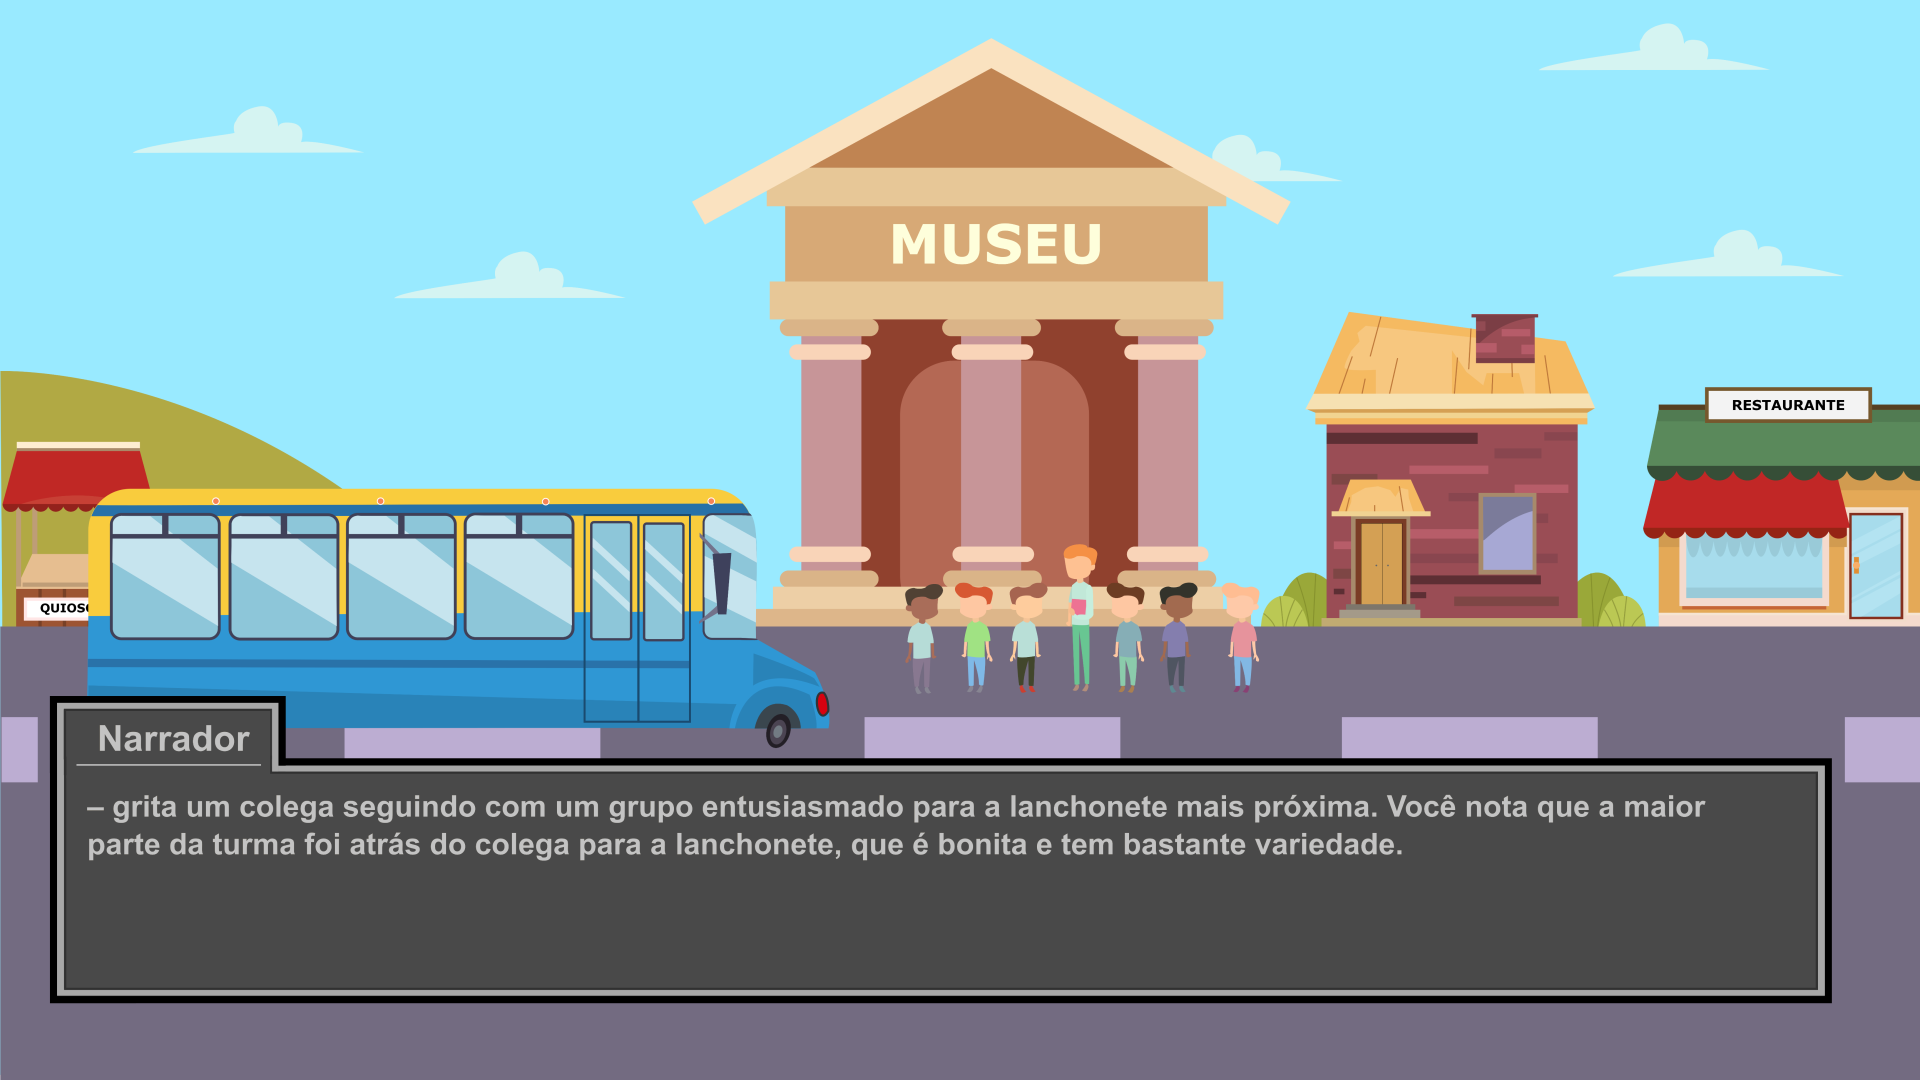 MUSEU
RESTAURANTE
QUIOS
Narrador
– grita um colega seguindo com um grupo entusiasmado para a lanchonete mais próxima. Você nota que a maior
parte da turma foi atrás do colega para a lanchonete, que é bonita e tem bastante variedade.